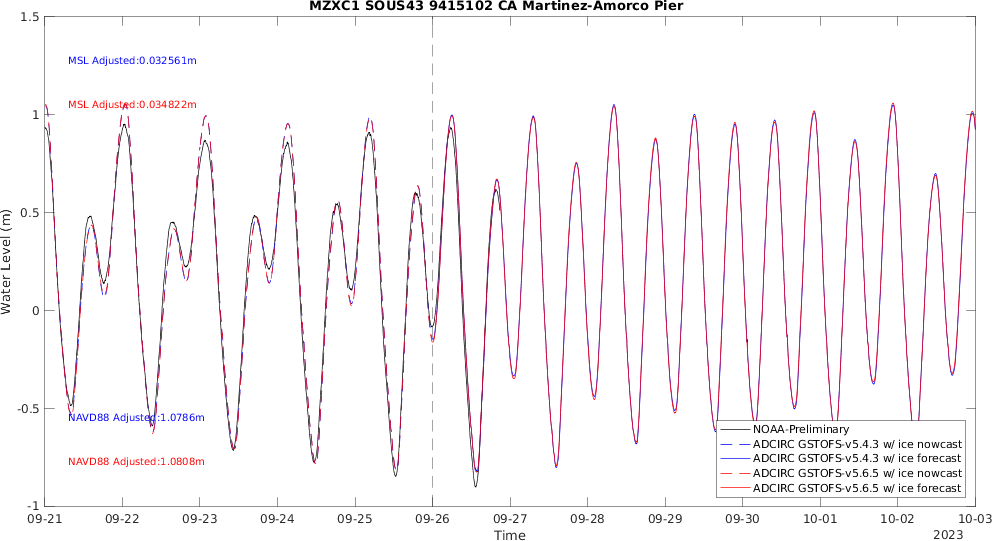 MZXC1 SOUS43 9415102 CA Martinez-Amorco Pier
1.5
MSL Adjusted:0.032561m
MSL Adjusted:0.034822m
1
0.5
Water Level (m)
0
-0.5
NAVD88 Adjusted:1.0786m
NAVD88 Adjusted:1.0808m
-1
NOAA-Preliminary
ADCIRC GSTOFS-v5.4.3 w/ ice nowcast
ADCIRC GSTOFS-v5.4.3 w/ ice forecast
ADCIRC GSTOFS-v5.6.5 w/ ice nowcast
ADCIRC GSTOFS-v5.6.5 w/ ice forecast
09-21 09-22 09-23 09-24 09-25 09-26 09-27 09-28 09-29 09-30 10-01 10-02 10-03
Time
2023